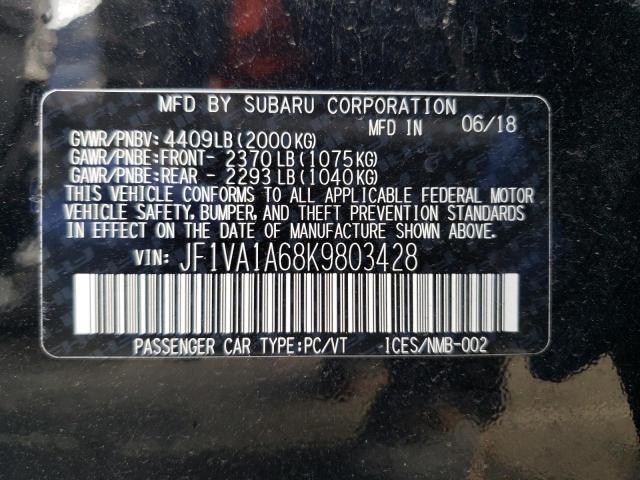 MFD BY SUBARU CORPORATION
MFD IN 06/18
GVWR/PNBV: 4409LB(2000KG)
GAWR/PNBE:FRONT- 2370 LB(1075KG)
GAWR/PNBE:REAR - 2293 LB(1040KG)
THIS VEHICLE CONFORMS TO ALL APPLICABLE FEDERAL MOTOR
VEHICLE SAFETY, BUMPER, AND THEFT PREVENTION STANDARDS
IN EFFECT ON THE DATE OF MANUFACTURE SHOWN ABOVE.
VIN: JF1VA1A68K9803428
PASSENGER CAR TYPE:PC/VT ICES/NMB-002